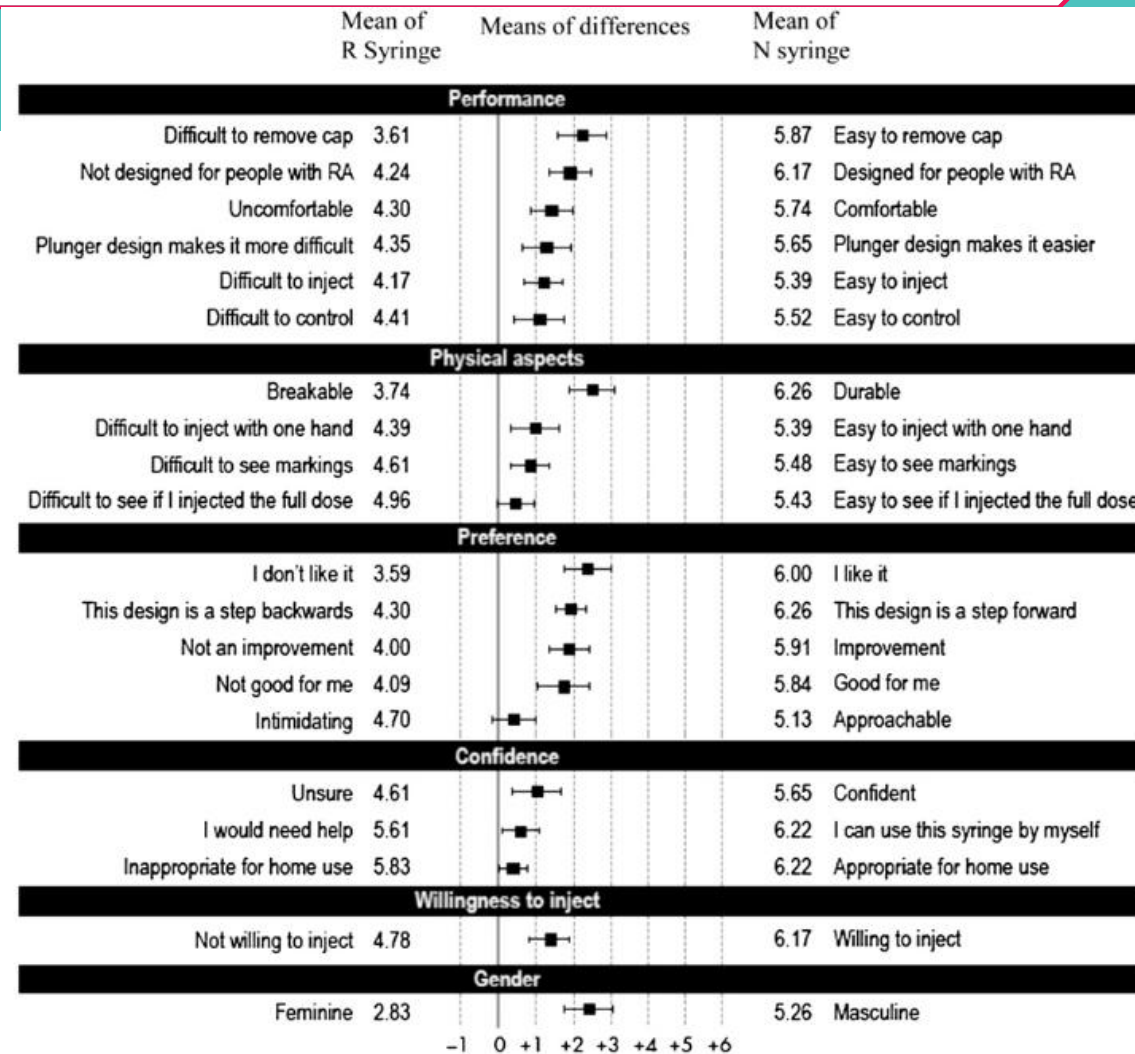 Mean of R Syringe Means of differences Mean of N syringe
Performance
Difficult to remove cap 3.61 5.87 Easy to remove cap
Not designed for people with RA 4.24 6.17 Designed for people with RA
Uncomfortable 4.30 5.74 Comfortable
Plunger design makes it more difficult 4.35 5.65 Plunger design makes it easier
Difficult to inject 4.17 5.39 Easy to inject
Difficult to control 4.41 5.52 Easy to control
Physical aspects
Breakable 3.74 6.26 Durable
Difficult to inject with one hand 4.39 5.39 Easy to inject with one hand
Difficult to see markings 4.61 5.48 Easy to see markings
Difficult to see if I injected the full dose 4.96 5.43 Easy to see if I injected the full dose
Preference
I don't like it 3.59 6.00 I like it
This design is a step backwards 4.30 6.26 This design is a step forward
Not an improvement 4.00 5.91 Improvement
Not good for me 4.09 5.84 Good for me
Intimidating 4.70 5.13 Approachable
Confidence
Unsure 4.61 5.65 Confident
I would need help 5.61 6.22 I can use this syringe by myself
Inappropriate for home use 5.83 6.22 Appropriate for home use
Willingness to inject
Not willing to inject 4.78 6.17 Willing to inject
Gender
Feminine 2.83 5.26 Masculine
−1 0 +1 +2 +3 +4 +5 +6